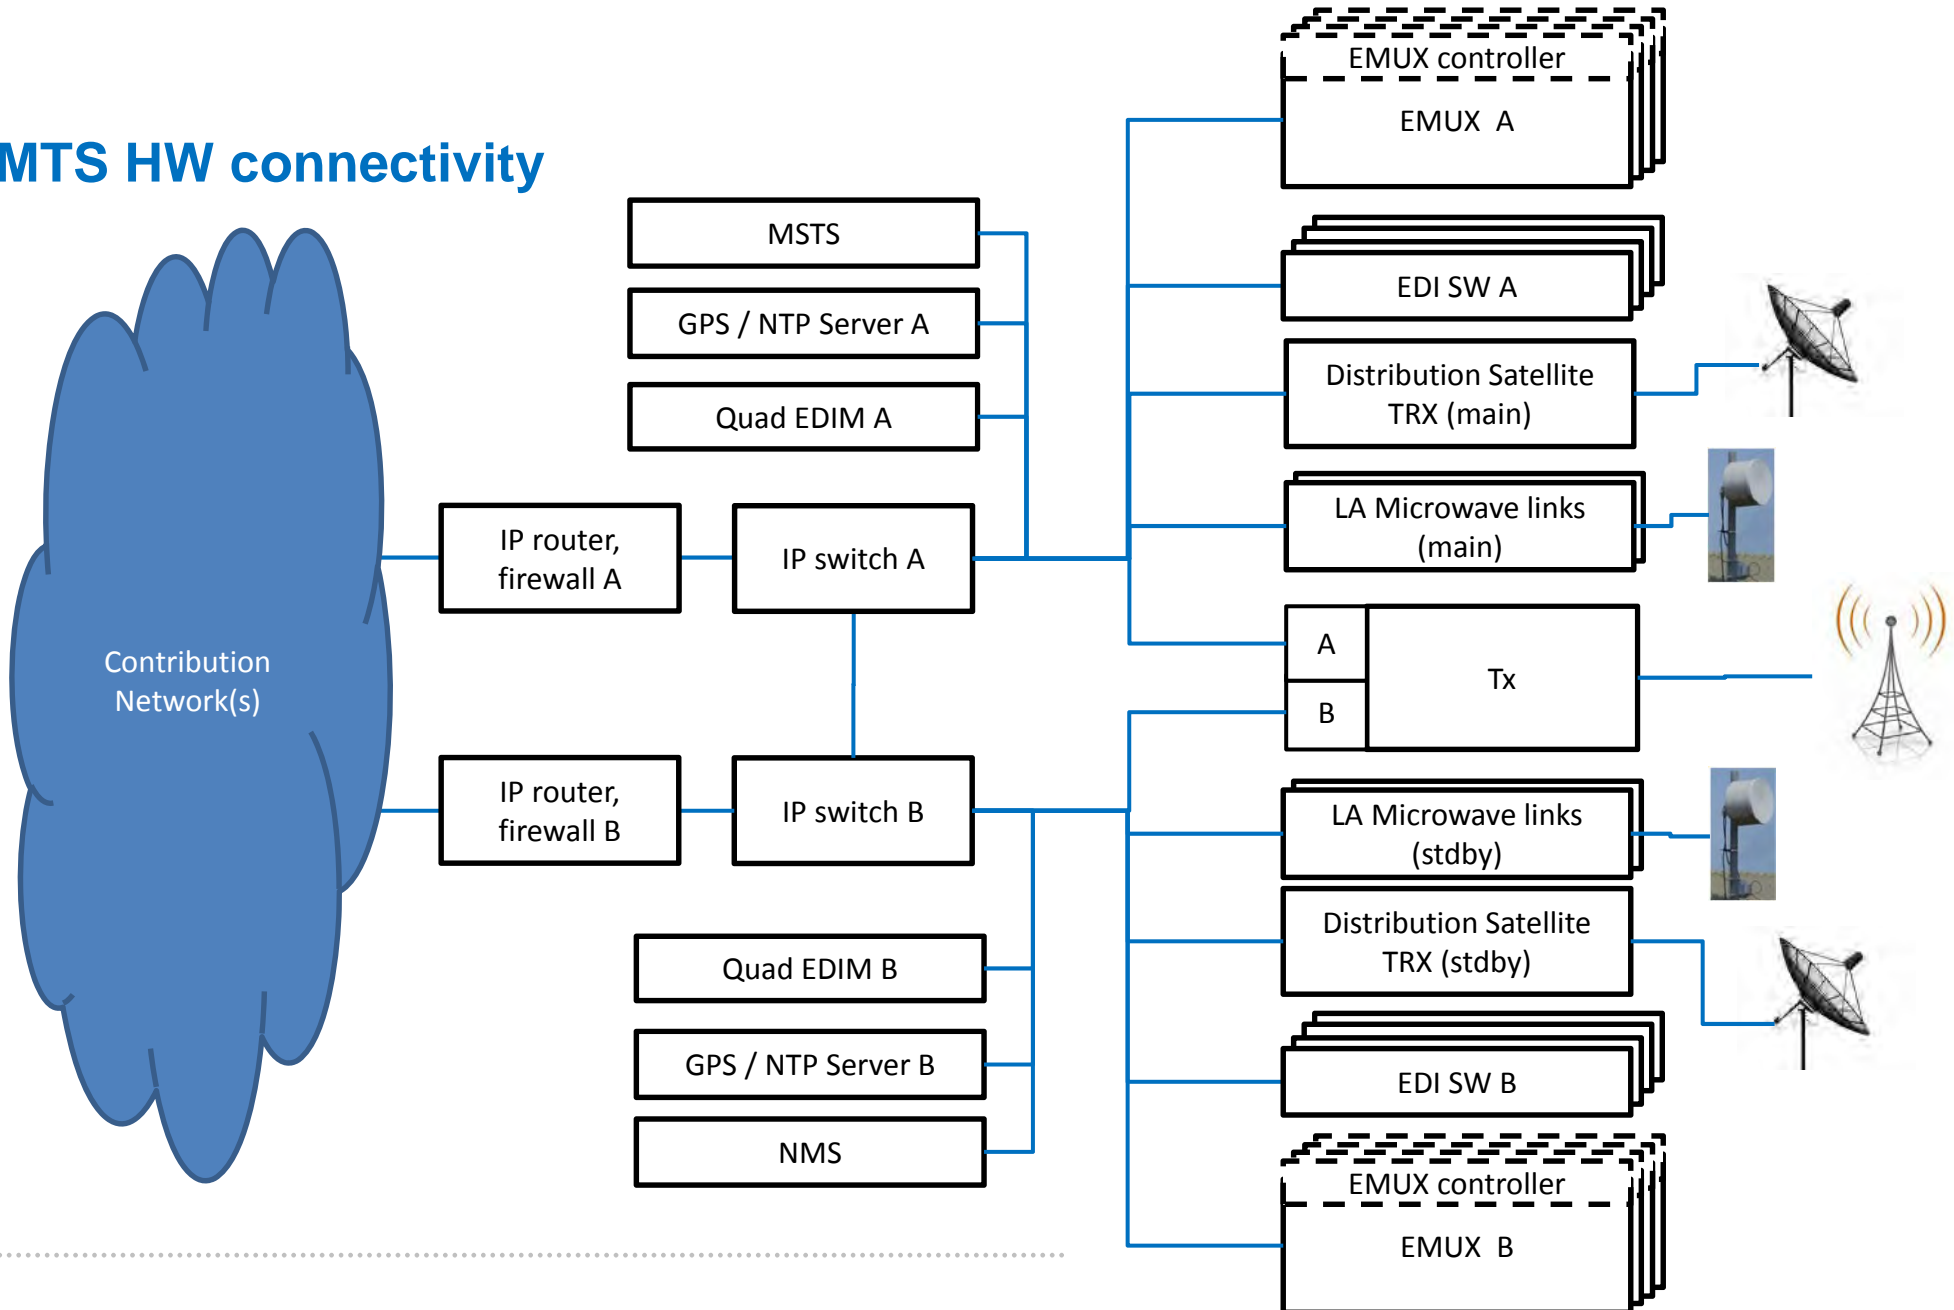 MTS HW connectivity
EMUX controller
EMUX A
MSTS
EDI SW A
GPS / NTP Server A
Distribution Satellite
TRX (main)
Quad EDIM A
LA Microwave links
(main)
IP router,
firewall A
IP switch A
A
Tx
B
Contribution
Network(s)
IP router,
firewall B
IP switch B
LA Microwave links
(stdby)
Distribution Satellite
TRX (stdby)
Quad EDIM B
GPS / NTP Server B
EDI SW B
NMS
EMUX controller
EMUX B